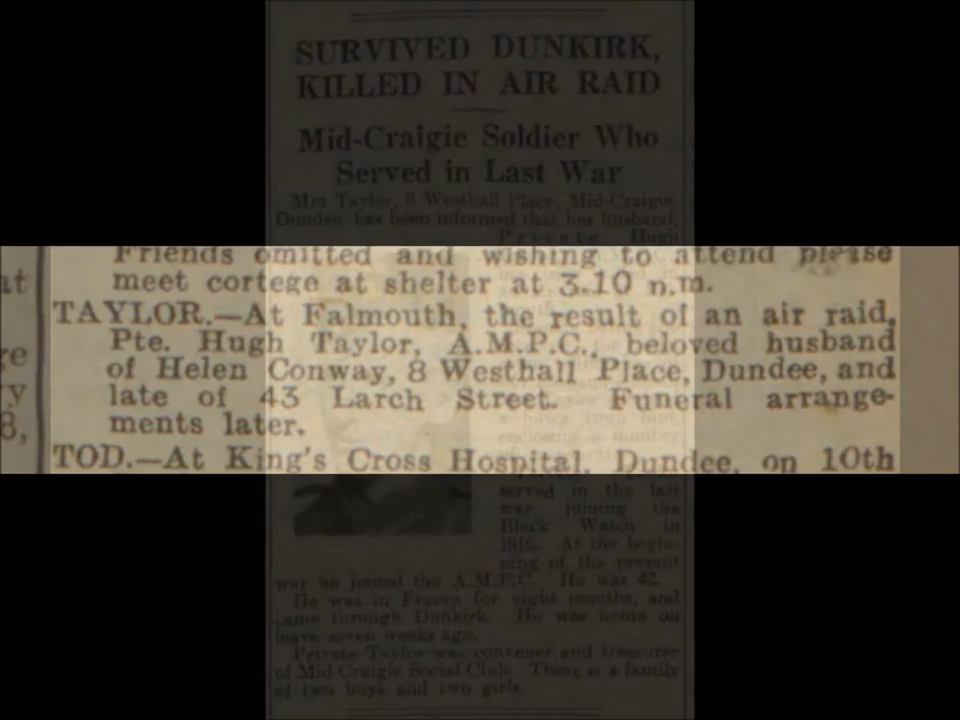 SURVIVED DUNKIRK,
KILLED IN AIR RAID
Mid-Craigie Soldier Who
Served in Last War
Mrs Taylor, 8 Westhall Place, Mid-Craigie,
Dundee, has been informed that her husband,
Private Hugh
Friends omitted and wishing to attend please
at
meet cortege at shelter at 3.10 p.m.
TAYLOR.—At Falmouth, the result of an air raid,
Pte. Hugh Taylor, A.M.P.C., beloved husband
of Helen Conway, 8 Westhall Place, Dundee, and
late of 43 Larch Street. Funeral arrange-
8,
ments later.
TOD.—At King's Cross Hospital, Dundee, on 10th
served in the last
war, joining the
Black Watch in
1916. At the begin-
ning of the present
war he joined the A.M.P.C. He was 42.
He was in France for eight months, and
came through Dunkirk. He was home on
leave seven weeks ago.
Private Taylor was convener and treasurer
of Mid-Craigie Social Club. There is a family
of two boys and two girls.